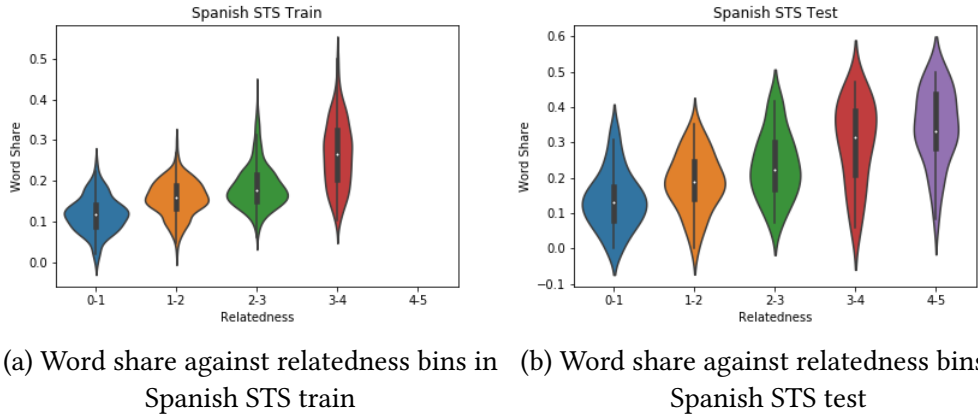 Spanish STS Train
Word Share
0.5
0.4
0.3
0.2
0.1
0.0
0-1 1-2 2-3 3-4 4-5
Relatedness
(a) Word share against relatedness bins in
Spanish STS train
Spanish STS Test
Word Share
0.6
0.5
0.4
0.3
0.2
0.1
0.0
−0.1
0-1 1-2 2-3 3-4 4-5
Relatedness
(b) Word share against relatedness bins
Spanish STS test